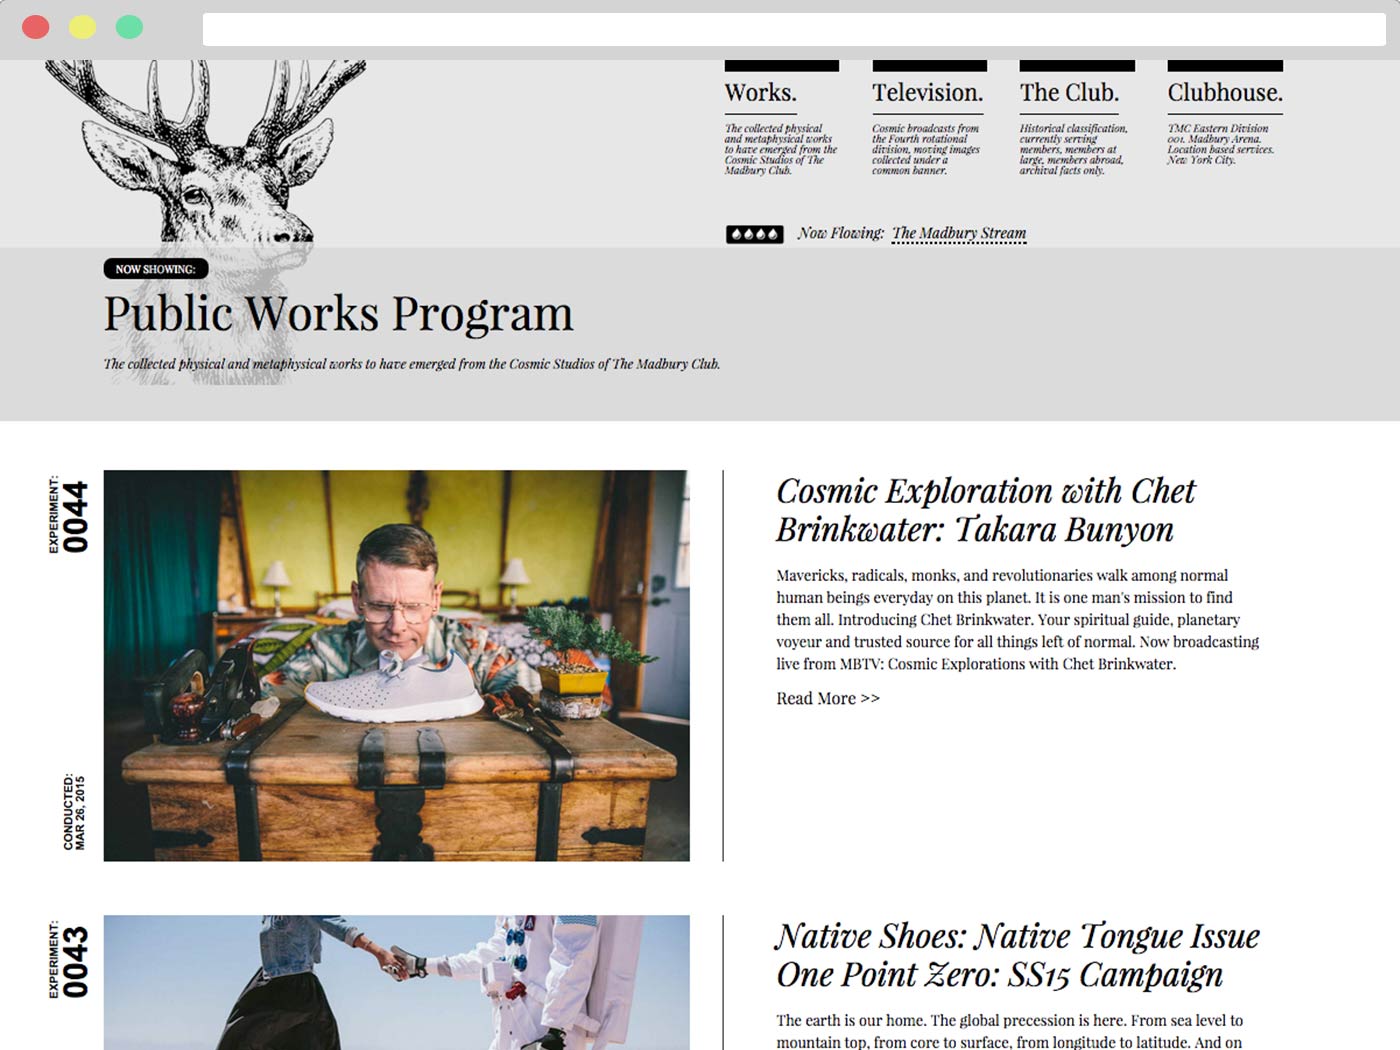 Works.
The collected physical
and metaphysical works
to have emerged from the
Cosmic Studios of The
Madbury Club.
Television.
Cosmic broadcasts from
the Fourth rotational
division, moving images
collected under a
common banner.
The Club.
Historical classification,
currently serving
members, members at
large, members abroad,
archival facts only.
Clubhouse.
TMC Eastern Division
001. Madbury Arena.
Location based services.
New York City.
Now Flowing: The Madbury Stream
NOW SHOWING:
Public Works Program
The collected physical and metaphysical works to have emerged from the Cosmic Studios of The Madbury Club.
EXPERIMENT:
0044
CONDUCTED:
MAR 26, 2015
Cosmic Exploration with Chet
Brinkwater: Takara Bunyon
Mavericks, radicals, monks, and revolutionaries walk among normal
human beings everyday on this planet. It is one man's mission to find
them all. Introducing Chet Brinkwater. Your spiritual guide, planetary
voyeur and trusted source for all things left of normal. Now broadcasting
live from MBTV: Cosmic Explorations with Chet Brinkwater.
Read More >>
EXPERIMENT:
0043
Native Shoes: Native Tongue Issue
One Point Zero: SS15 Campaign
The earth is our home. The global precession is here. From sea level to
mountain top, from core to surface, from longitude to latitude. And on